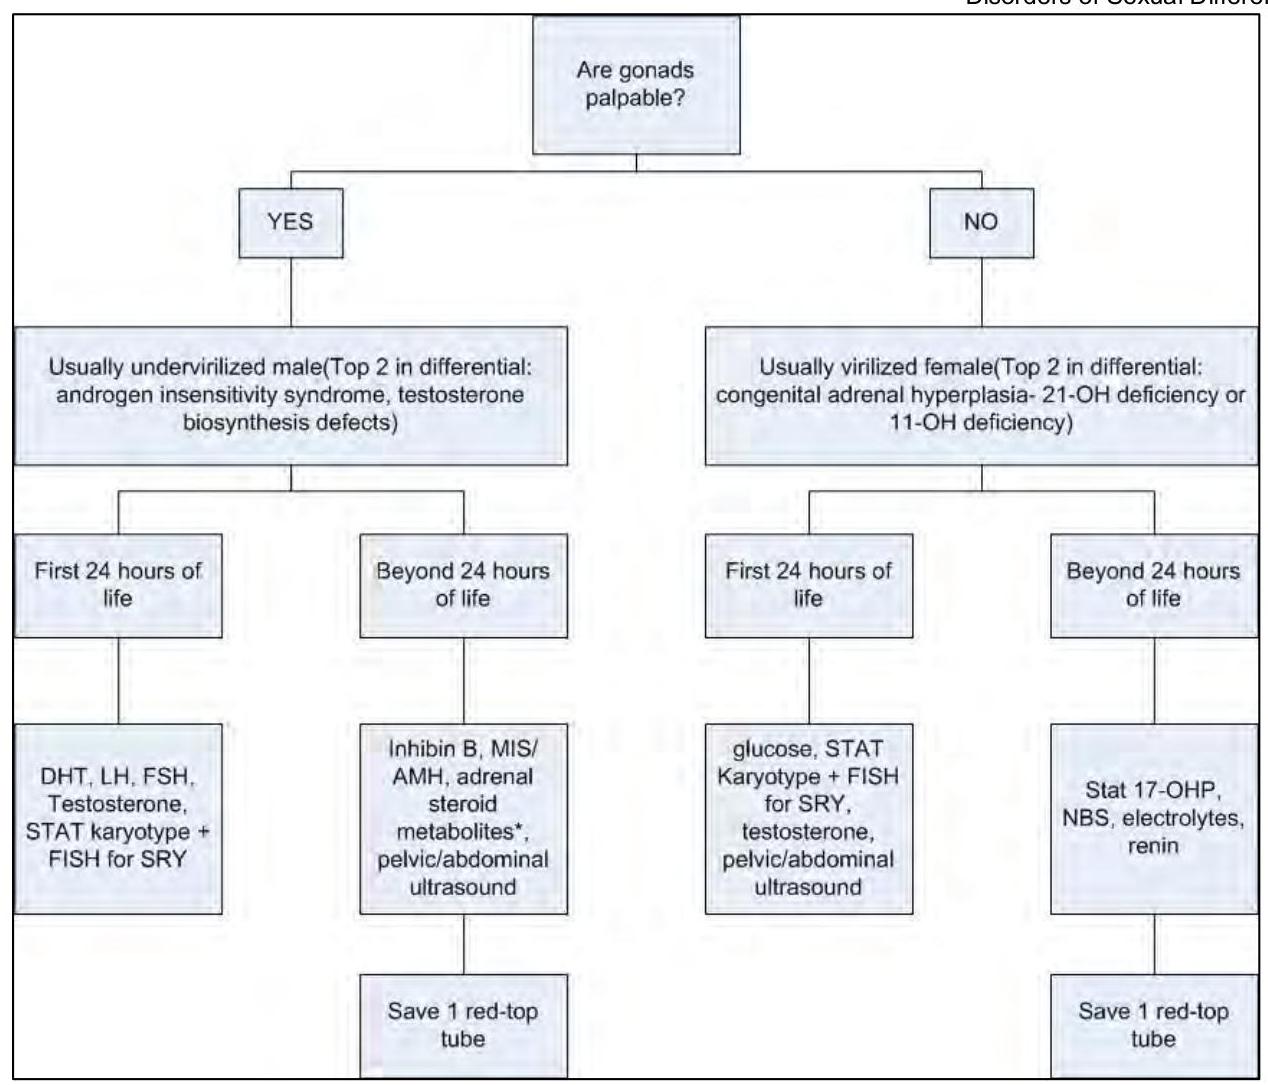 Are gonads
palpable?
YES
NO
Usually undervirilized male(Top 2 in differential:
androgen insensitivity syndrome, testosterone
biosynthesis defects)
Usually virilized female(Top 2 in differential:
congenital adrenal hyperplasia- 21-OH deficiency or
11-OH deficiency)
First 24 hours of
life
Beyond 24 hours
of life
First 24 hours of
life
Beyond 24 hours
of life
DHT, LH, FSH,
Testosterone,
STAT karyotype +
FISH for SRY
Inhibin B, MIS/
AMH, adrenal
steroid
metabolites*,
pelvic/abdominal
ultrasound
glucose, STAT
Karyotype + FISH
for SRY,
testosterone,
pelvic/abdominal
ultrasound
Stat 17-OHP,
NBS, electrolytes,
renin
Save 1 red-top
tube
Save 1 red-top
tube